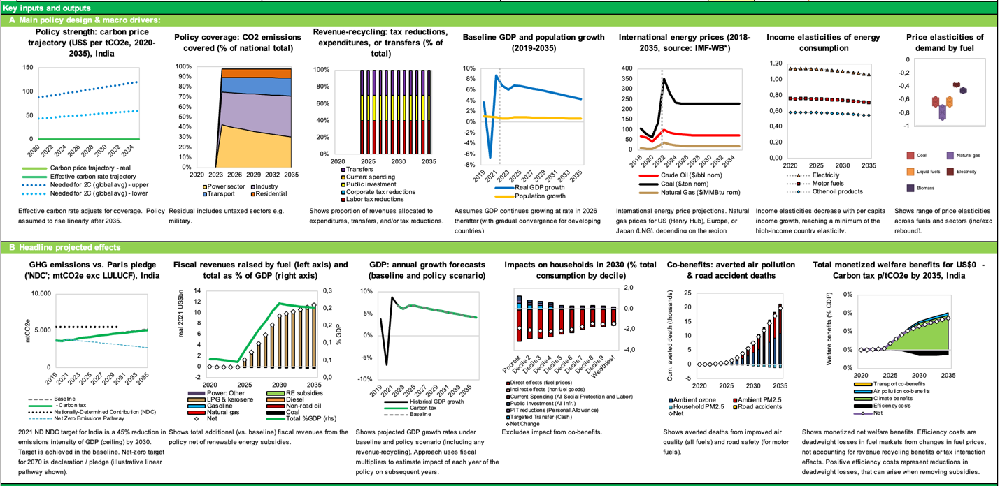 Key inputs and outputs
A Main policy design & macro drivers:
Policy strength: carbon price
trajectory (US$ per tCO2e, 2020-
2035), India
150
100
50
0
2020
2022
2024
2026
2028
2030
2032
2034
Carbon price trajectory - real
Effective carbon rate trajectory
Needed for 2C (global avg) - upper
Needed for 2C (global avg) - lower
Effective carbon rate adjusts for coverage. Policy
assumed to rise linearly after 2035.
Policy coverage: CO2 emissions
covered (% of national total)
100%
90%
80%
70%
60%
50%
40%
30%
20%
10%
0%
2020 2023 2026 2029 2032 2035
Power sector Industry
Transport Residential
Residual includes untaxed sectors e.g.
military.
Revenue-recycling: tax reductions,
expenditures, or transfers (% of
total)
100%
80%
60%
40%
20%
0%
2020 2025 2030 2035
Transfers
Current spending
Public investment
Corporate tax reductions
Labor tax reductions
Shows proportion of revenues allocated to
expenditures, transfers, and/or tax reductions.
Baseline GDP and population growth
(2019-2035)
10%
8%
6%
4%
2%
0%
-2%
-4%
-6%
-8%
2019
2021
2023
2025
2027
2029
2031
2033
2035
Real GDP growth
Population growth
Assumes GDP continues growing at rate in 2026
therafter (with gradual convergence for developing
countries)
International energy prices (2018-
2035, source: IMF-WB*)
400
350
300
250
200
150
100
50
0
2018
2020
2022
2024
2026
2028
2030
2032
2034
Crude Oil ($/bbl nom)
Coal ($/ton nom)
Natural Gas ($/MMBtu nom)
International energy price projections. Natural
gas prices for US (Henry Hub), Europe, or
Japan (LNG), depending on the region
Income elasticities of energy
consumption
1,20
1,00
0,80
0,60
0,40
0,20
0,00
2020 2025 2030 2035
Electricity
Motor fuels
Other oil products
Income elasticities decrease with per capita
income growth, reaching a minimum of the
high-income country elasticity.
Price elasticies of
demand by fuel
0
-0,2
-0,4
-0,6
-0,8
-1
Coal Natural gas
Liquid fuels Electricity
Biomass
Shows range of price elasticities
across fuels and sectors (inc/exc
rebound).
B Headline projected effects
GHG emissions vs. Paris pledge
('NDC'; mtCO2e exc LULUCF), India
mtCO2e
10.000
5.000
0
2019
2021
2023
2025
2027
2029
2031
2033
2035
Baseline
- Carbon tax
Nationally-Determined Contribution (NDC)
Net Zero Emissions Pathway
2021 ND NDC target for India is a 45% reduction in
emissions intensity of GDP (ceiling) by 2030.
Target is achieved in the baseline. Net-zero target
for 2070 is declaration / pledge (illustrative linear
pathway shown).
Fiscal revenues raised by fuel (left axis) and
total as % of GDP (right axis)
real 2021 US$bn
14
12
10
8
6
4
2
0
-2
0,3
0,2
0,2
0,1
0,1
0,0
% GDP
2020 2025 2030 2035
Power: Other RE subsidies
LPG & kerosene Diesel
Gasoline Non-road oil
Natural gas Coal
Net Total %GDP (rhs)
Shows total additional (vs. baseline) fiscal revenues from the
policy net of renewable energy subsidies.
GDP: annual growth forecasts
(baseline and policy scenario)
10%
5%
0%
-5%
-10%
2019
2021
2023
2025
2027
2029
2031
2033
2035
Historical GDP growth
Carbon tax
Baseline
Shows projected GDP growth rates under
baseline and policy scenario (including any
revenue-recycling). Approach uses fiscal
multipliers to estimate impact of each year of the
policy on subsequent years.
Impacts on households in 2030 (% total
consumption by decile)
2,0
0,0
-2,0
-4,0
Poorest
Decile 2
Decile 3
Decile 4
Decile 5
Decile 6
Decile 7
Decile 8
Decile 9
Wealthiest
Direct effects (fuel prices)
Indirect effects (nonfuel goods)
Current Spending (All Social Protection and Labor)
Public Investment (All Infr.)
PIT reductions (Personal Allowance)
Targeted Transfer (Cash)
Net Change
Excludes impact from co-benefits.
Co-benefits: averted air pollution
& road accident deaths
Cum. averted death (thousands)
25
20
15
10
5
0
-5
2020 2025 2030 2035
Ambient ozone Ambient PM2.5
Household PM2.5 Road accidents
Net
Shows averted deaths from improved air
quality (all fuels) and road safety (for motor
fuels).
Total monetized welfare benefits for US$0 -
Carbon tax p/tCO2e by 2035, India
Welfare benefits (% GDP)
0%
0%
0%
0%
0%
2020 2025 2030 2035
Transport co-benefits
Air pollution co-benefits
Climate benefits
Efficiency costs
Net
Shows monetized net welfare benefits. Efficiency costs are
deadweight losses in fuel markets from changes in fuel prices,
not accounting for revenue recycling benefits or tax interaction
effects. Positive efficiency costs represent reductions in
deadweight losses, that can arise when removing subsidies.